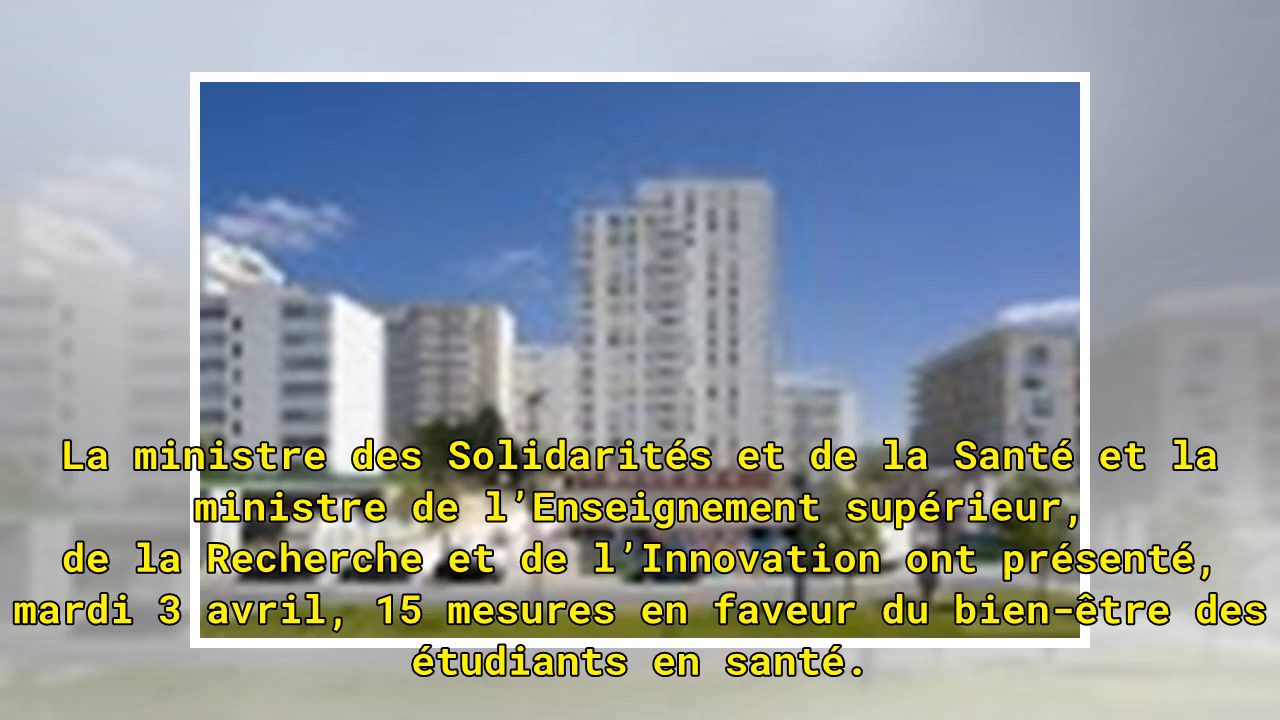 La ministre des Solidarités et de la Santé et la
ministre de l’Enseignement supérieur,
de la Recherche et de l’Innovation ont présenté,
mardi 3 avril, 15 mesures en faveur du bien-être des
étudiants en santé.